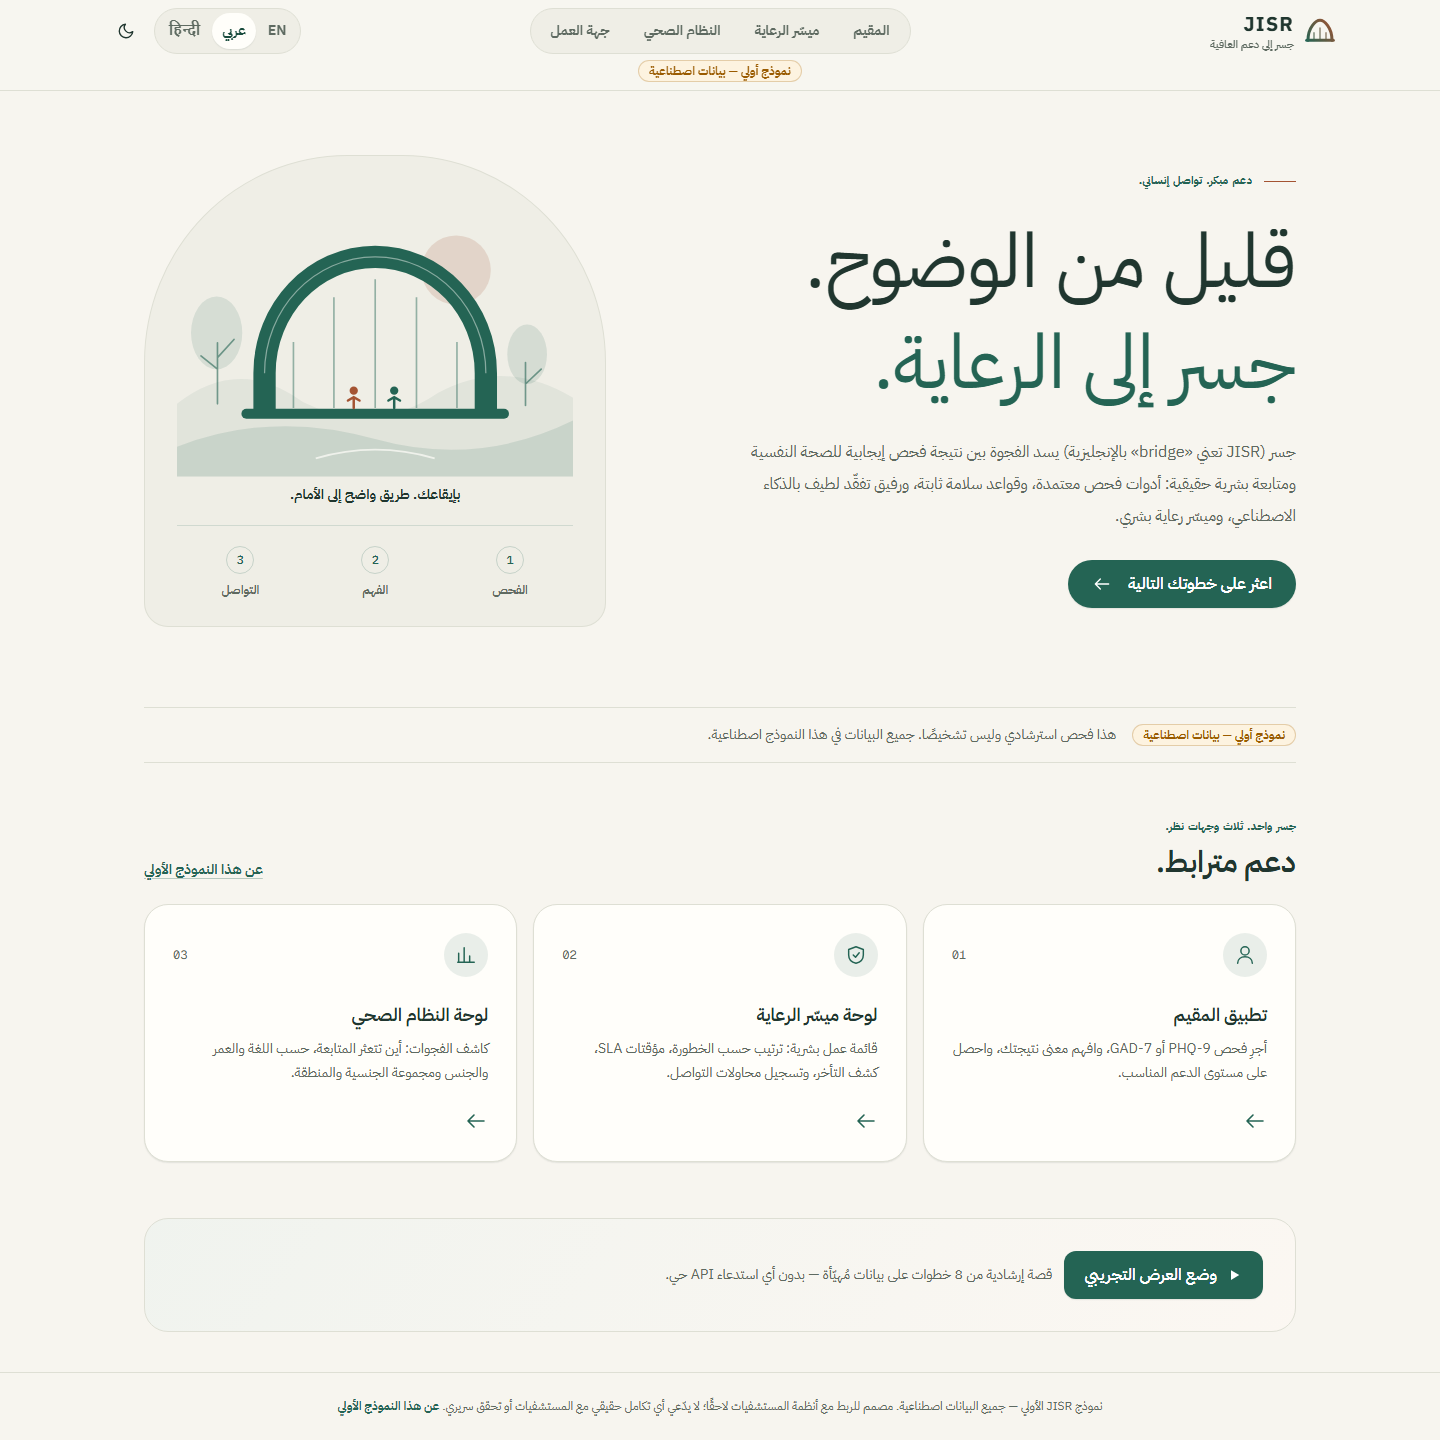 JISR
جسر إلى دعم العافية
المقيم
ميسّر الرعاية
النظام الصحي
جهة العمل
EN
عربي
हिन्दी
نموذج أولي — بيانات اصطناعية
دعم مبكر. تواصل إنساني.
قليل من الوضوح.
جسر إلى الرعاية.
جسر (JISR تعني «bridge» بالإنجليزية) يسد الفجوة بين نتيجة فحص إيجابية للصحة النفسية
ومتابعة بشرية حقيقية: أدوات فحص معتمدة، وقواعد سلامة ثابتة، ورفيق تفقّد لطيف بالذكاء
الاصطناعي، وميسّر رعاية بشري.
اعثر على خطوتك التالية
بإيقاعك. طريق واضح إلى الأمام.
1
2
3
الفحص
الفهم
التواصل
نموذج أولي — بيانات اصطناعية
هذا فحص استرشادي وليس تشخيصًا. جميع البيانات في هذا النموذج اصطناعية.
جسر واحد. ثلاث وجهات نظر.
دعم مترابط.
عن هذا النموذج الأولي
01
تطبيق المقيم
أجرِ فحص PHQ-9 أو GAD-7، وافهم معنى نتيجتك، واحصل
على مستوى الدعم المناسب.
02
لوحة ميسّر الرعاية
قائمة عمل بشرية: ترتيب حسب الخطورة، مؤقتات SLA،
كشف التأخر، وتسجيل محاولات التواصل.
03
لوحة النظام الصحي
كاشف الفجوات: أين تتعثر المتابعة، حسب اللغة والعمر
والجنس ومجموعة الجنسية والمنطقة.
وضع العرض التجريبي
قصة إرشادية من 8 خطوات على بيانات مُهيّأة — بدون أي استدعاء API حي.
نموذج JISR الأولي — جميع البيانات اصطناعية. مصمم للربط مع أنظمة المستشفيات لاحقًا؛ لا يدّعي أي تكامل حقيقي مع المستشفيات أو تحقق سريري. عن هذا النموذج الأولي